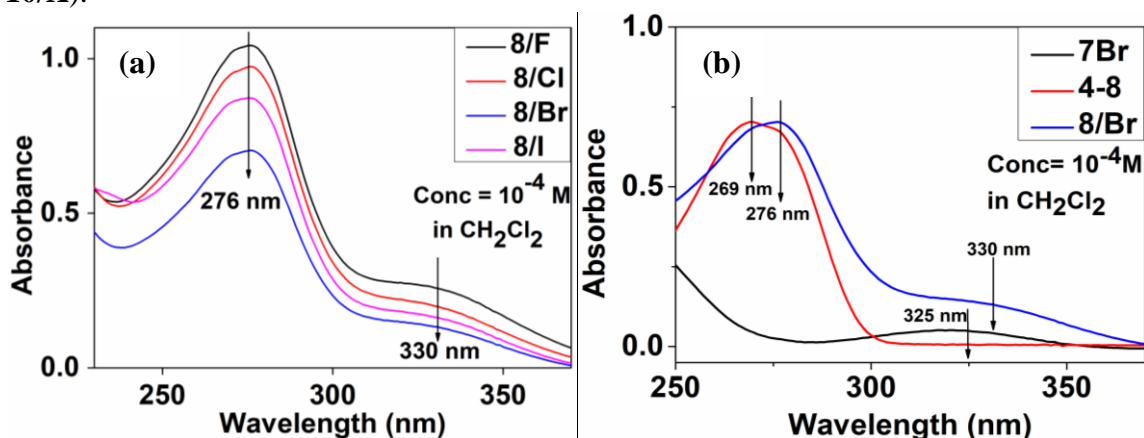 (a)
8/F
8/Cl
8/Br
8/I
Conc = 10⁻⁴ M
in CH₂Cl₂
276 nm
330 nm
1.0
0.5
0.0
Absorbance
250
300
350
Wavelength (nm)
(b)
7Br
4-8
8/Br
Conc= 10⁻⁴M
in CH₂Cl₂
269 nm
276 nm
330 nm
325 nm
1.0
0.5
0.0
Absorbance
250
300
350
Wavelength (nm)